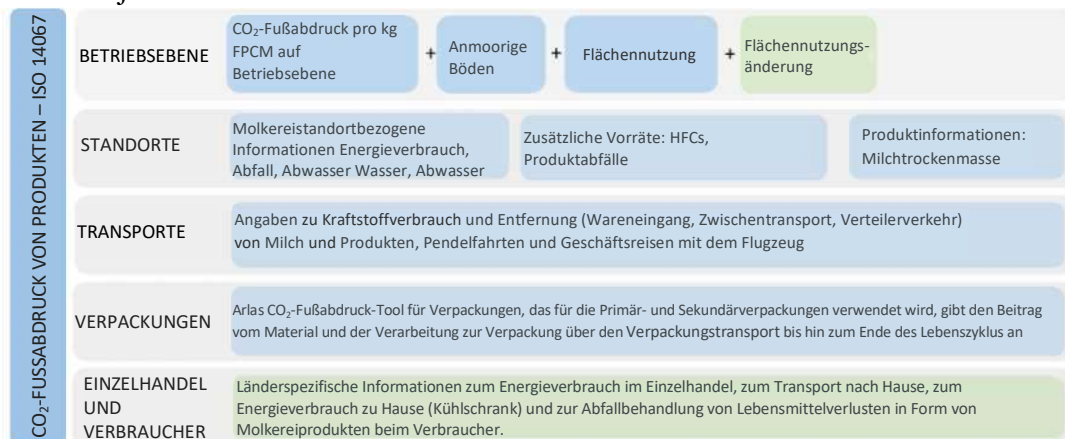 CO₂-FUSSABDRUCK VON PRODUKTEN – ISO 14067
BETRIEBSEBENE
CO₂-Fußabdruck pro kg
FPCM auf
Betriebsebene
+
Anmoorige
Böden
+
Flächennutzung
+
Flächennutzungs-
änderung
STANDORTE
Molkereistandortbezogene
Informationen Energieverbrauch,
Abfall, Abwasser Wasser, Abwasser
Zusätzliche Vorräte: HFCs,
Produktabfälle
Produktinformationen:
Milchtrockenmasse
TRANSPORTE
Angaben zu Kraftstoffverbrauch und Entfernung (Wareneingang, Zwischentransport, Verteilerverkehr)
von Milch und Produkten, Pendelfahrten und Geschäftsreisen mit dem Flugzeug
VERPACKUNGEN
Arlas CO₂-Fußabdruck-Tool für Verpackungen, das für die Primär- und Sekundärverpackungen verwendet wird, gibt den Beitrag
vom Material und der Verarbeitung zur Verpackung über den Verpackungstransport bis hin zum Ende des Lebenszyklus an
EINZELHANDEL
UND
VERBRAUCHER
Länderspezifische Informationen zum Energieverbrauch im Einzelhandel, zum Transport nach Hause, zum
Energieverbrauch zu Hause (Kühlschrank) und zur Abfallbehandlung von Lebensmittelverlusten in Form von
Molkereiprodukten beim Verbraucher.